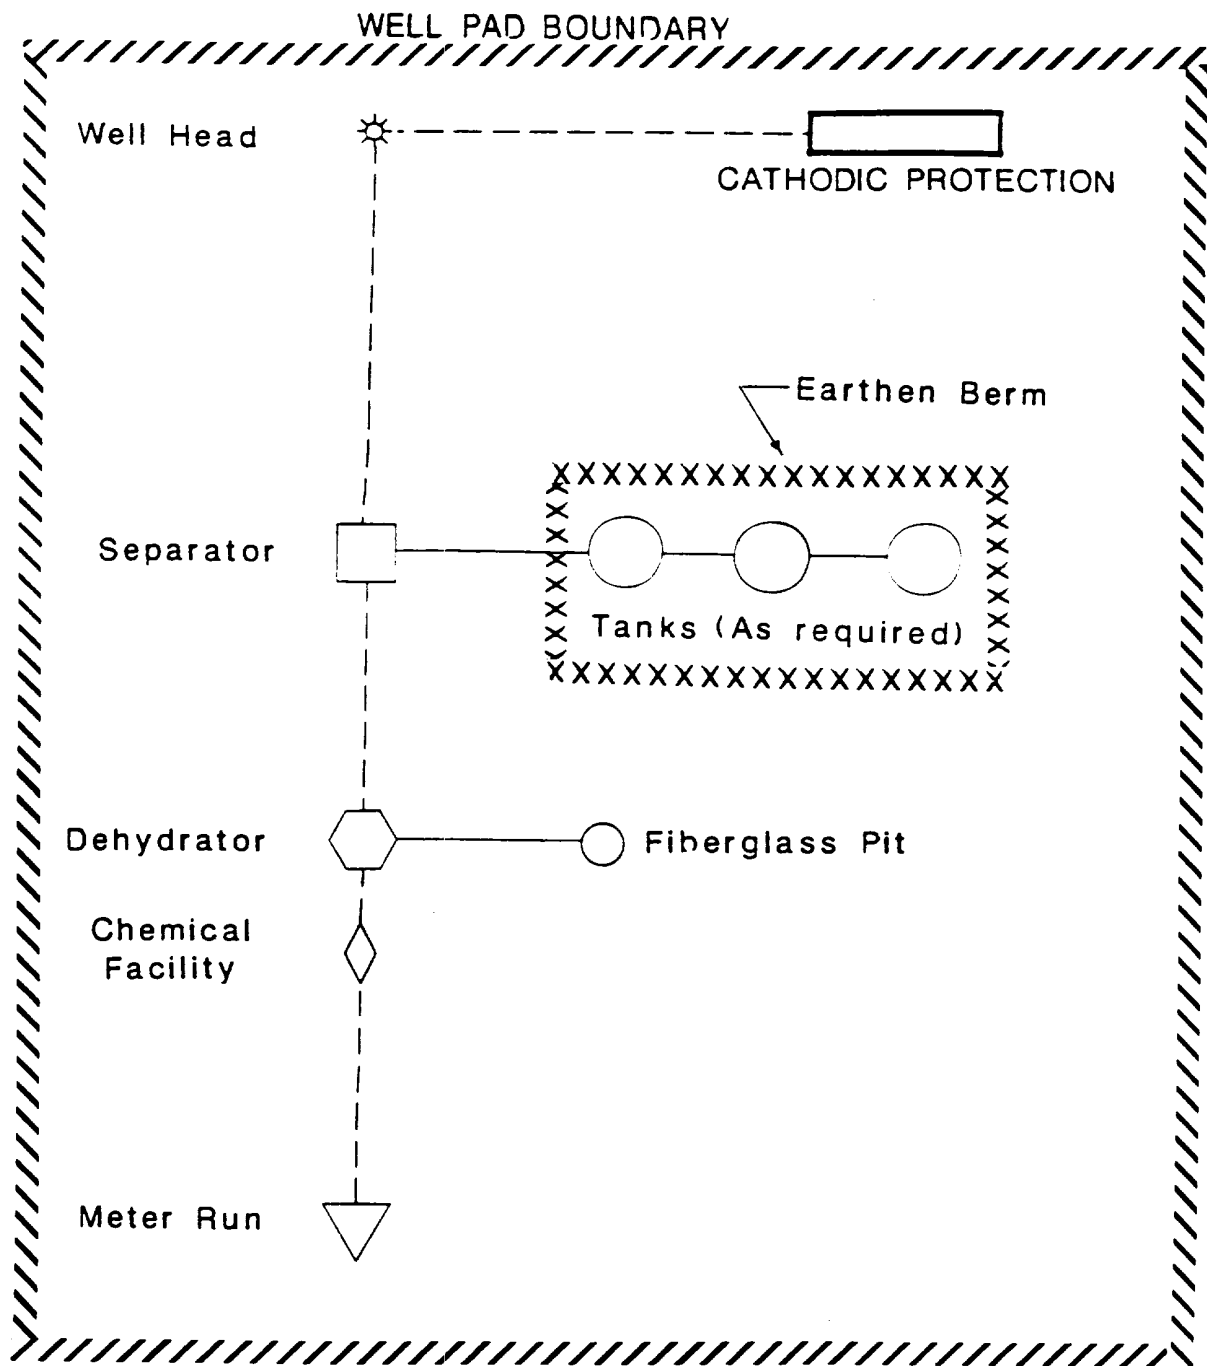 WELL PAD BOUNDARY
Well Head
CATHODIC PROTECTION
Earthen Berm
Separator
Tanks (As required)
Dehydrator
Fiberglass Pit
Chemical
Facility
Meter Run